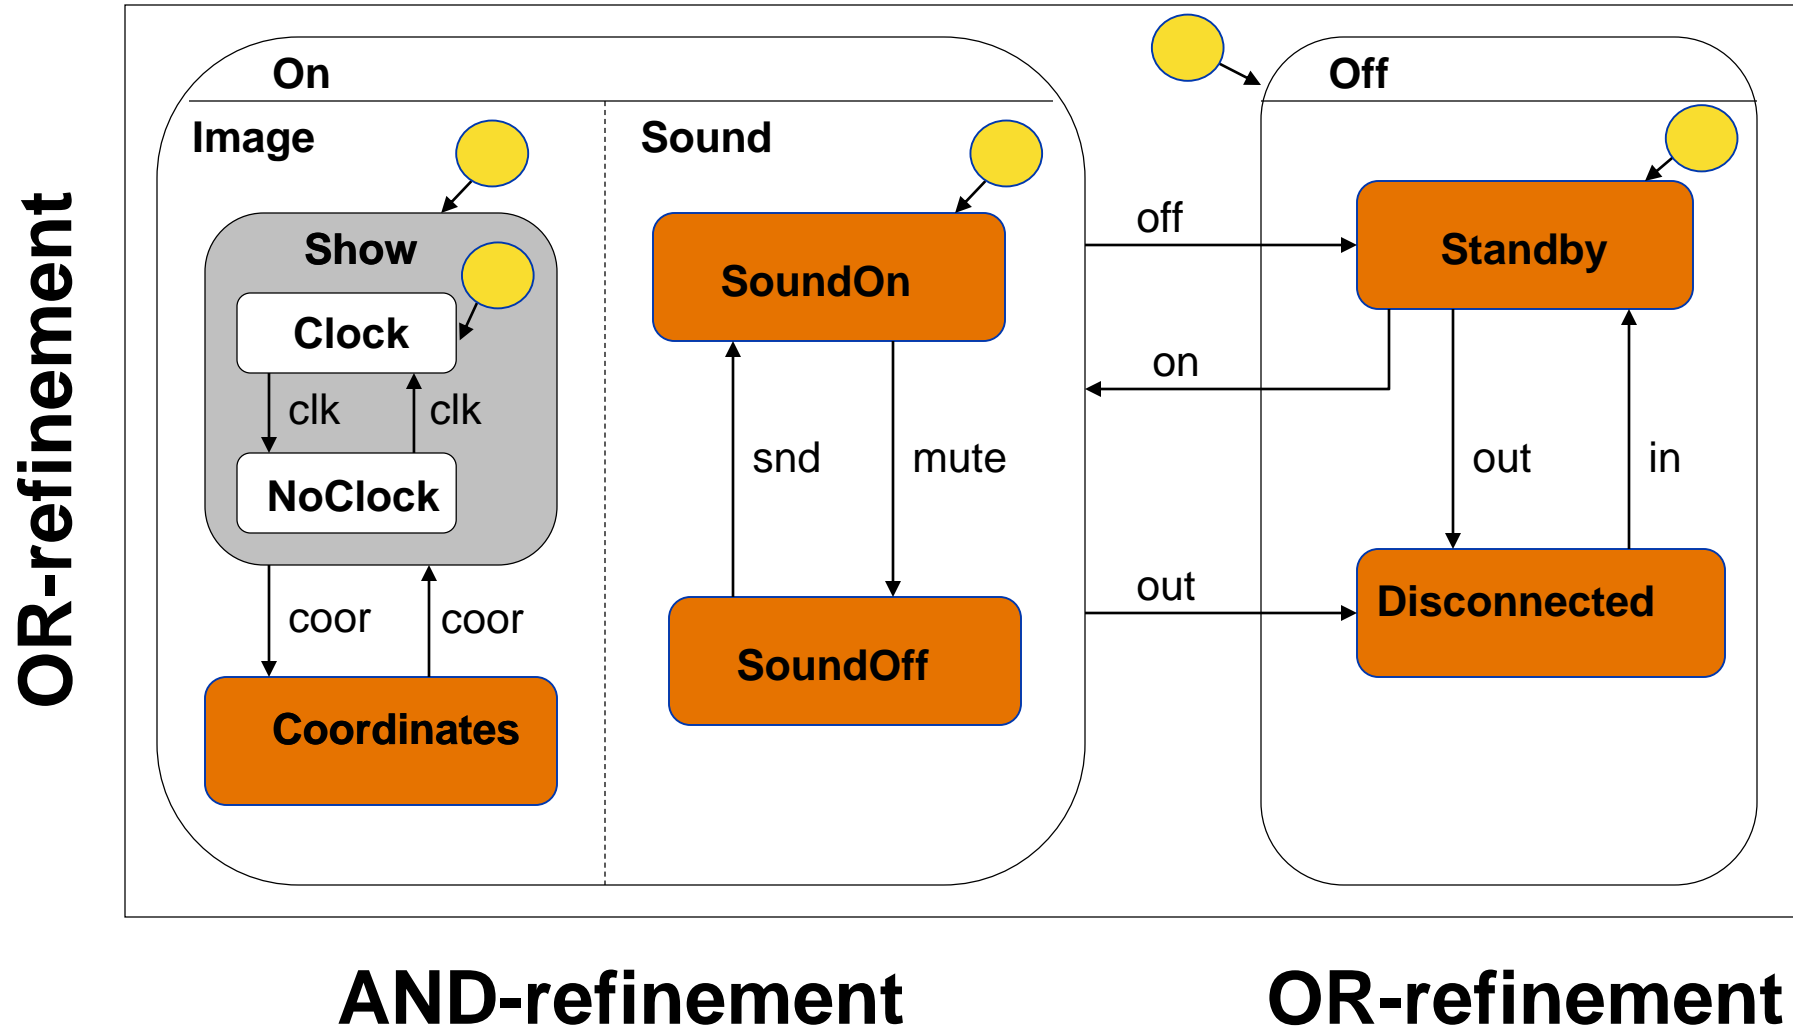 OR-refinement
On
Image
Show
Clock
clk
clk
NoClock
coor
coor
Coordinates
Sound
SoundOn
snd
mute
SoundOff
off
on
out
Off
Standby
out
in
Disconnected
AND-refinement
OR-refinement